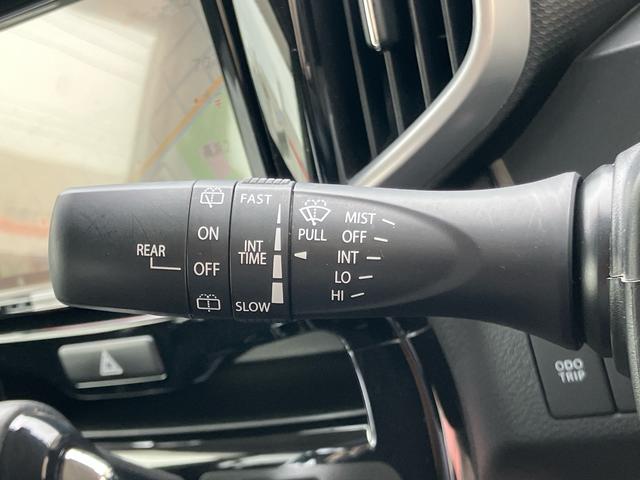 REAR
ON
OFF
FAST
INT
TIME
SLOW
PULL
MIST
OFF
INT
LO
HI
ODO
TRIP